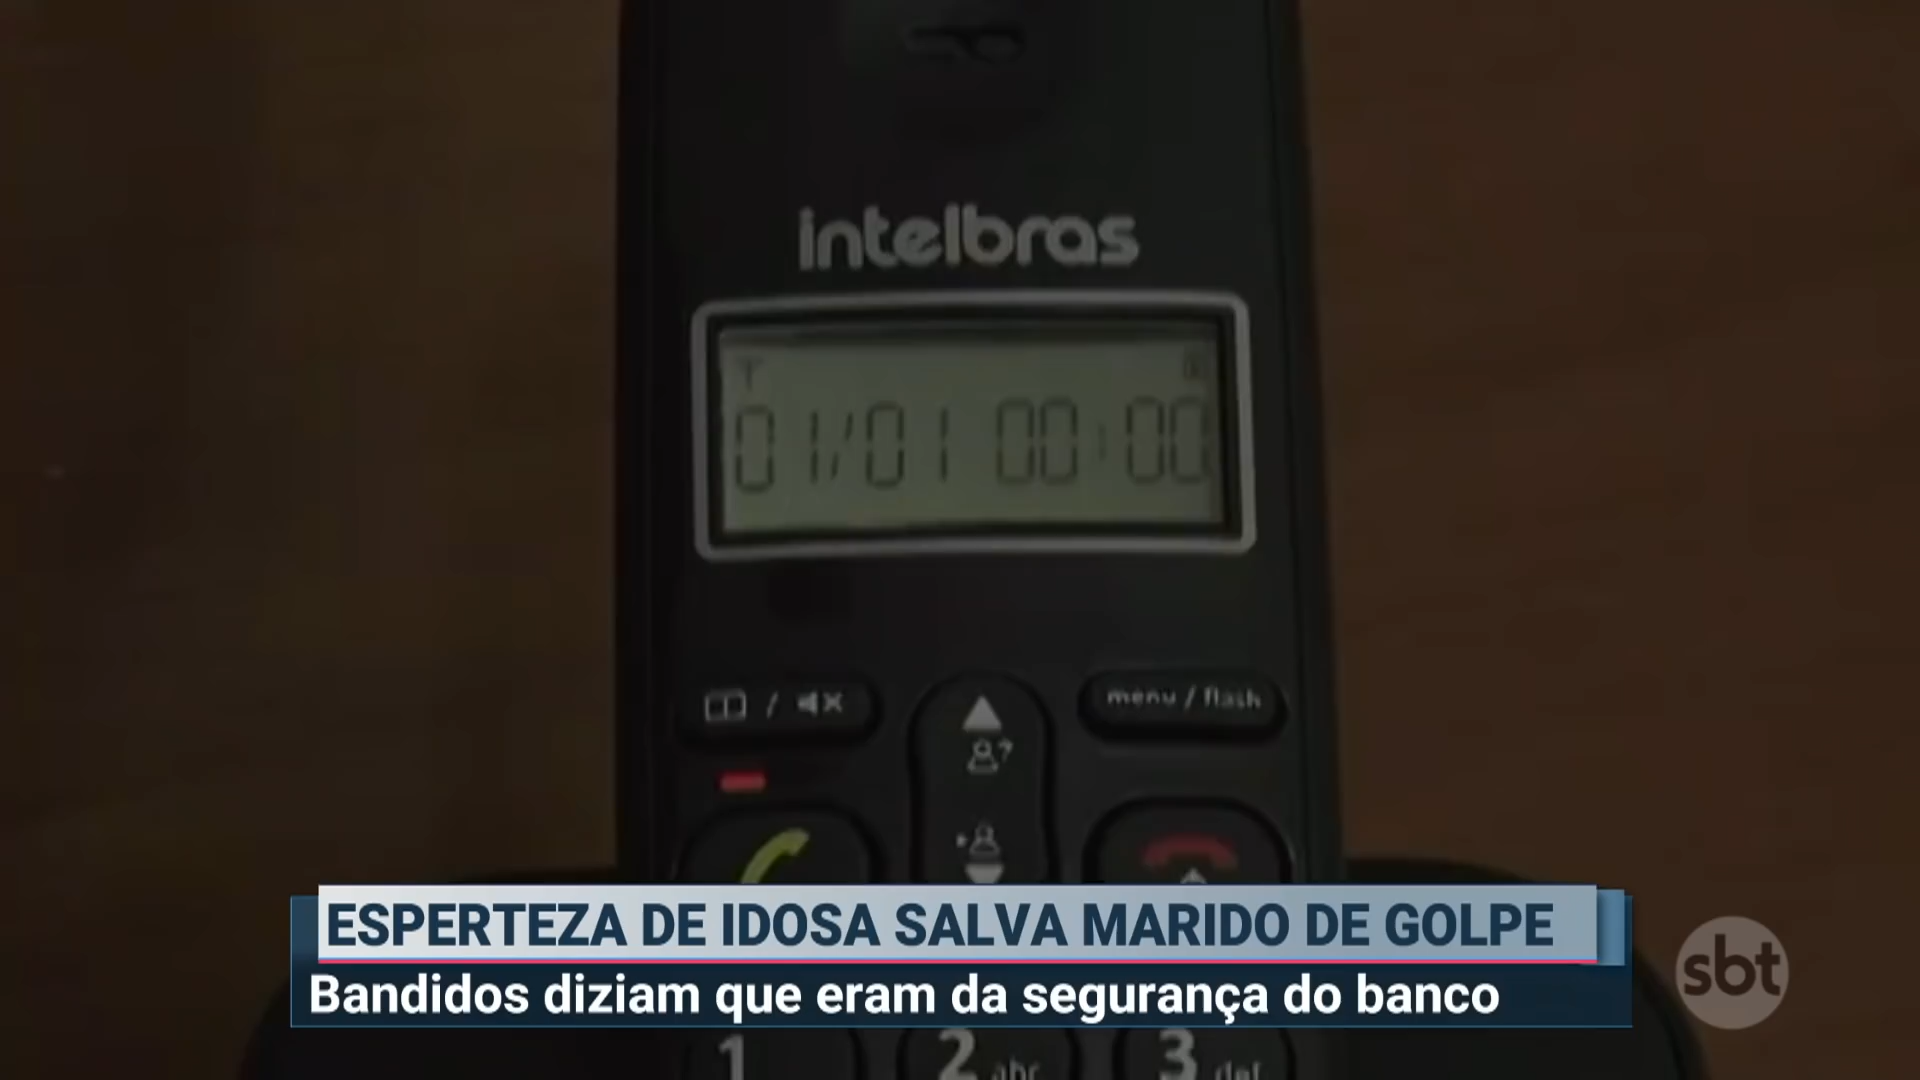 intelbras
01/01 00:00
menu / flash
ESPERTEZA DE IDOSA SALVA MARIDO DE GOLPE
Bandidos diziam que eram da segurança do banco
sbt
1 2 abc 3 def